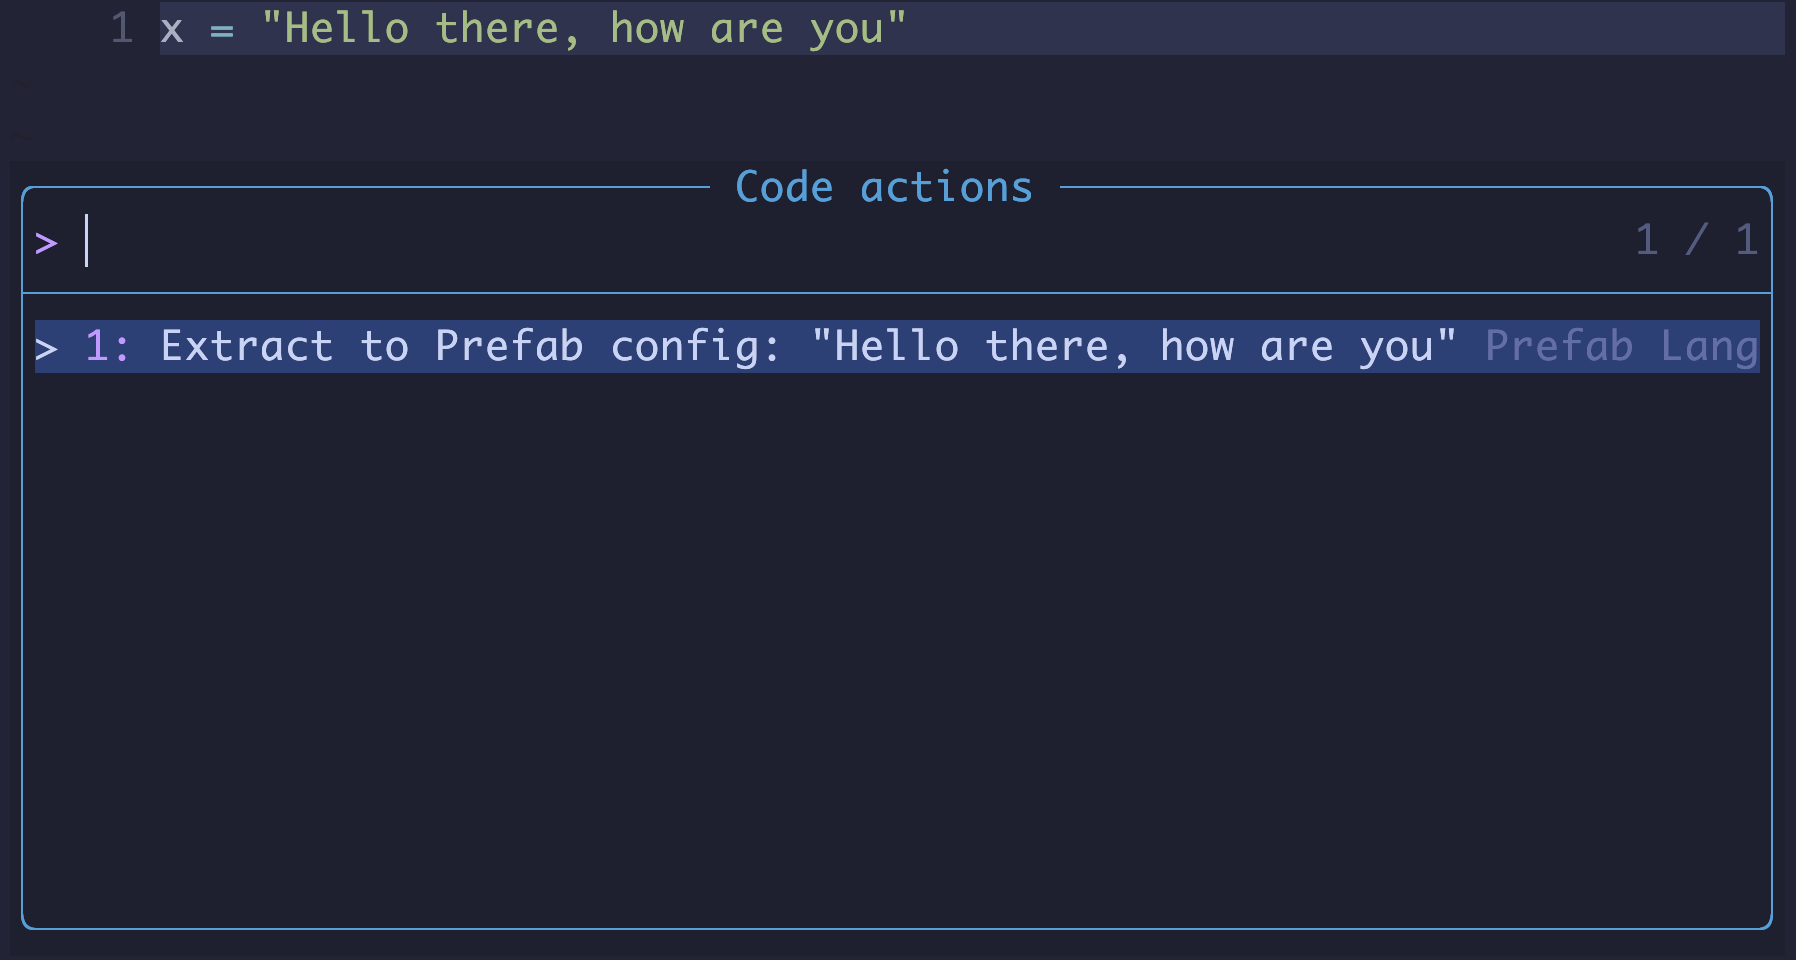 1 x = "Hello there, how are you"
~
~
Code actions
> 1 / 1
> 1: Extract to Prefab config: "Hello there, how are you" Prefab Lang